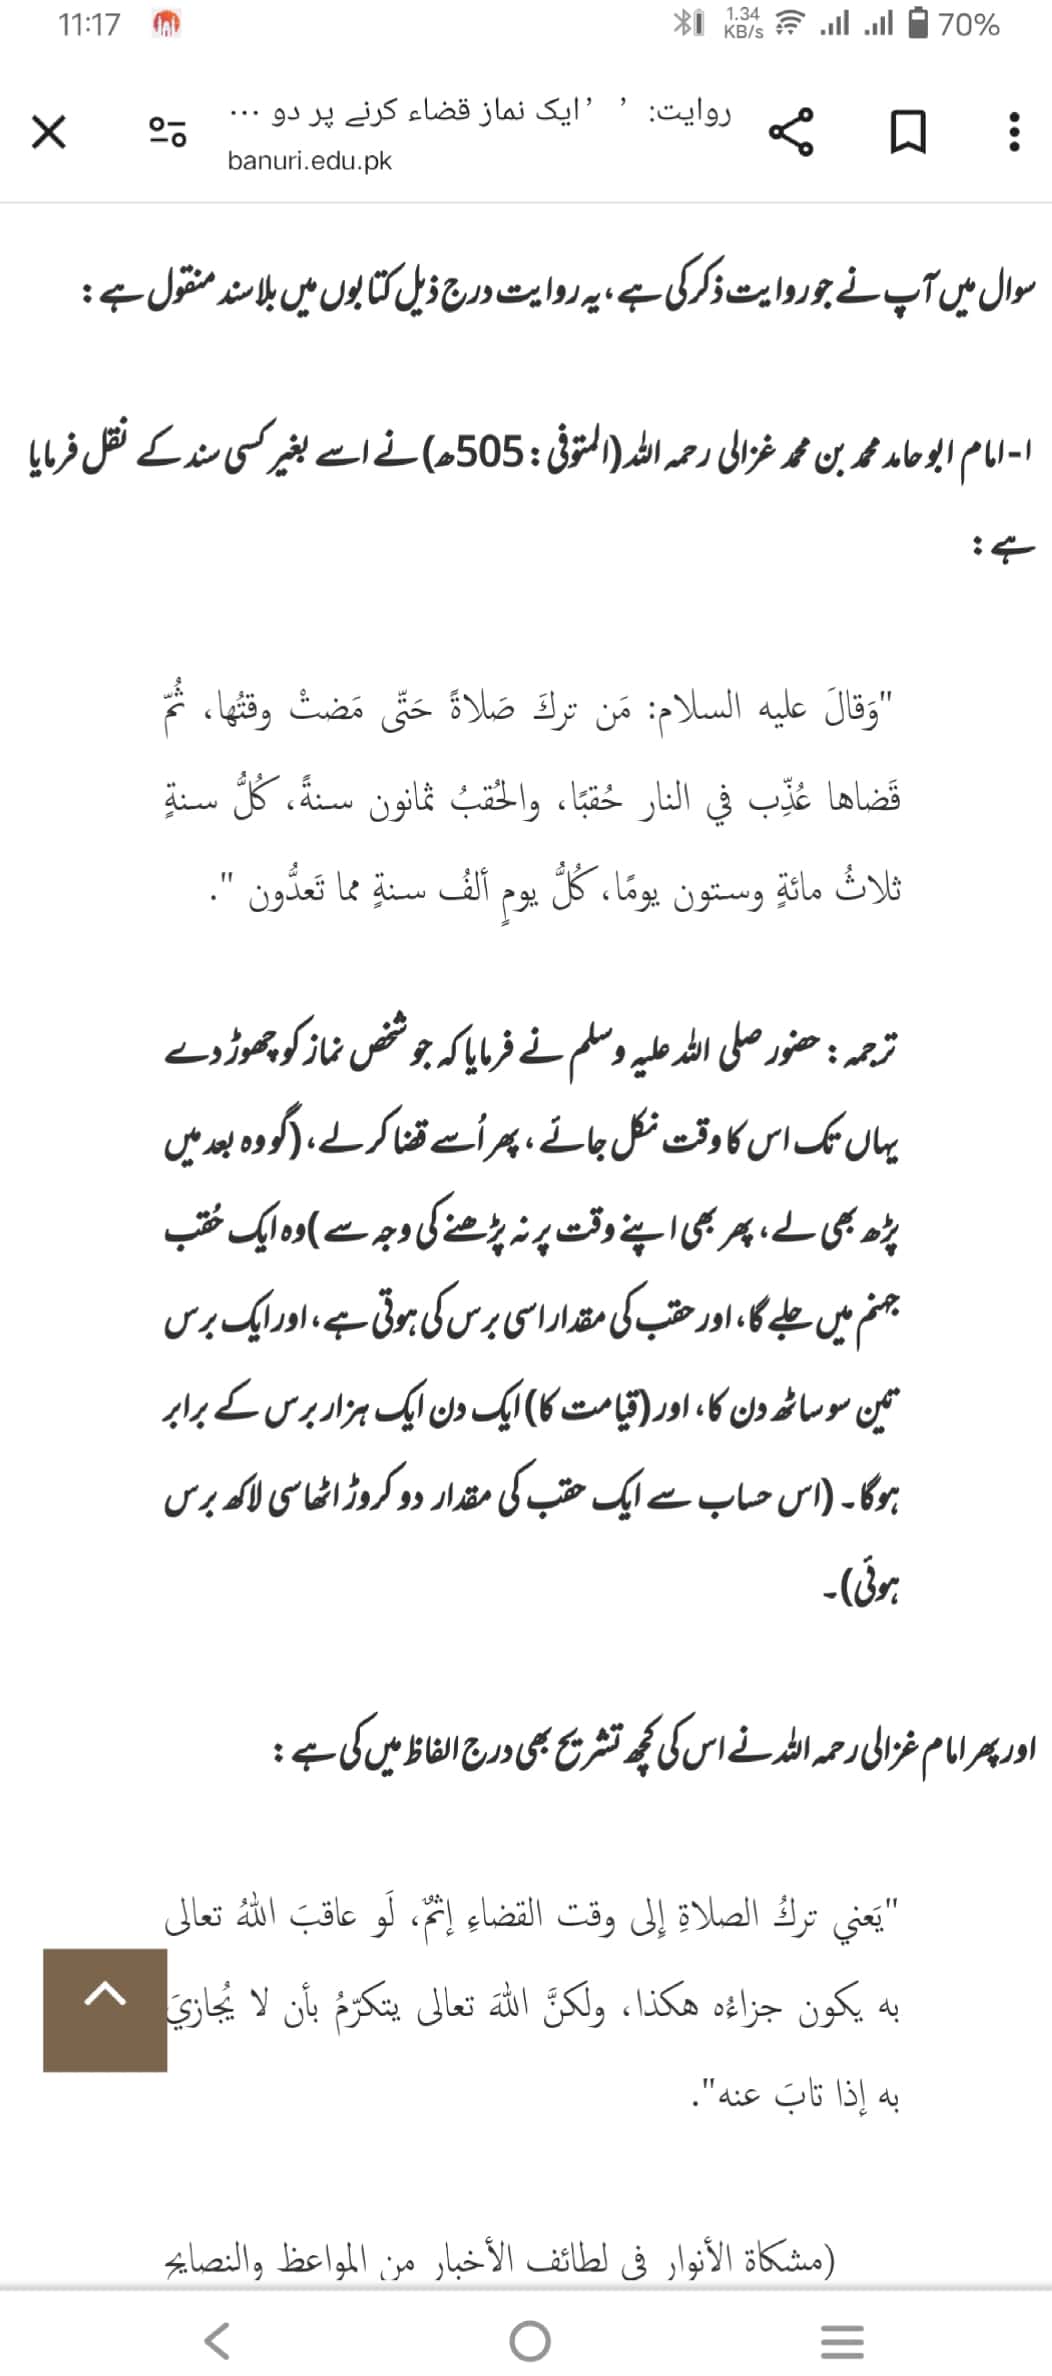 11:17
1.34 KB/s
70%
روایت: ’ ’ایک نماز قضاء کرنے پر دو ...
banuri.edu.pk
سوال میں آپ نے جو روایت ذکر کی ہے، یہ روایت درج ذیل کتابوں میں بلاسند منقول ہے:
۱-امام ابو حامد محمد بن محمد غزالی رحمہ اللہ (المتوفی: 505ھ) نے اسے بغیر کسی سند کے نقل فرمایا
ہے:
"وَقالَ عليه السلام: مَن تركَ صَلاةً حَتّى مَضتْ وقتُها، ثُمّ
قَضاها عُذِّب في النار حُقبًا، والحُقبُ ثمانون سنةً، كُلُّ سنةٍ
ثلاثُ مائةٍ وستون يومًا، كُلُّ يومٍ ألفُ سنةٍ مما تَعدُّون ".
ترجمہ: حضور صلی اللہ علیہ وسلم نے فرمایا کہ جو شخص نماز کو چھوڑ دے
یہاں تک اس کا وقت نکل جائے ، پھر اُسے قضا کر لے، (گو وہ بعد میں
پڑھ بھی لے، پھر بھی اپنے وقت پر نہ پڑھنے کی وجہ سے) وہ ایک حُقب
جہنم میں جلے گا، اور حقب کی مقدار اسی برس کی ہوتی ہے، اور ایک برس
تین سو ساٹھ دن کا، اور (قیامت کا) ایک دن ایک ہزار برس کے برابر
ہوگا۔ (اس حساب سے ایک حقب کی مقدار دو کروڑ اٹھاسی لاکھ برس
ہوئی)۔
اور پھر امام غزالی رحمہ اللہ نے اس کی کچھ تشریح بھی درج الفاظ میں کی ہے:
"يَعني تركُ الصلاةِ إلى وقت القضاءِ إثمٌ، لَو عاقبَ اللهُ تعالى
به يكون جزاءُه هكذا، ولكنَّ اللهَ تعالى يتكرّمُ بأن لا يُجازيَ
به إذا تابَ عنه".
(مشكاة الأنوار في لطائف الأخبار من المواعظ والنصايح